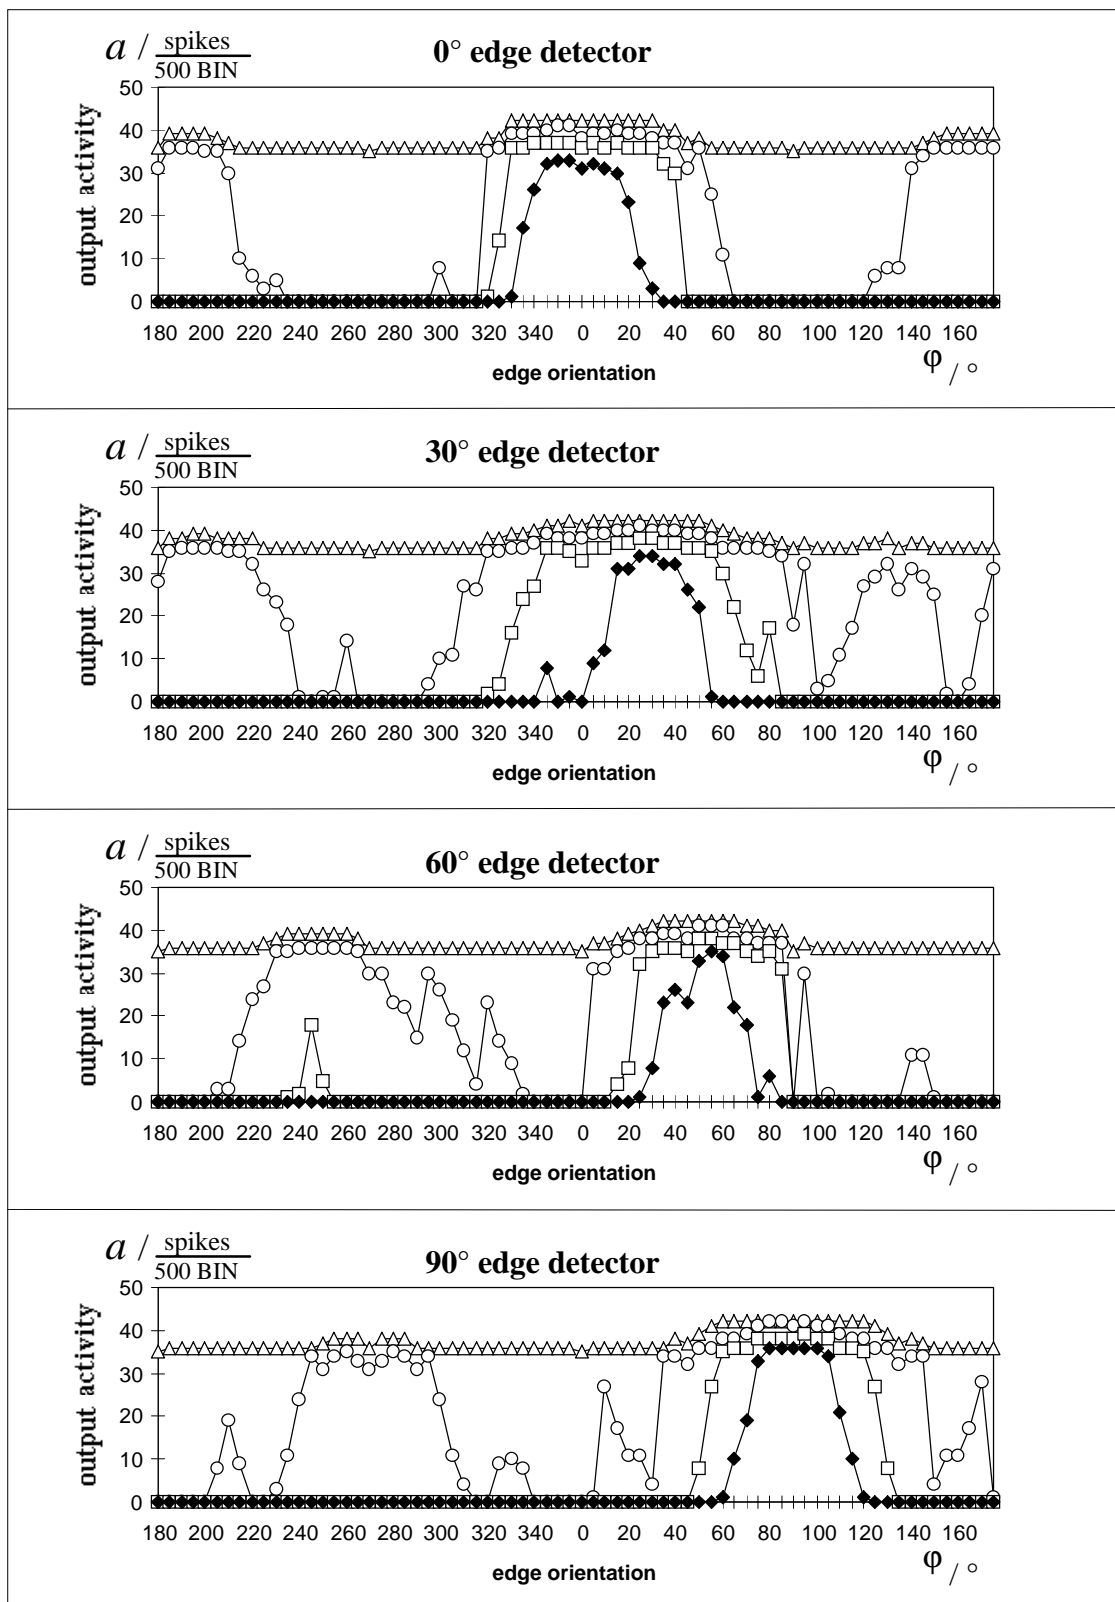 a / spikes
500 BIN
0° edge detector
output activity
50
40
30
20
10
0
180 200 220 240 260 280 300 320 340 0 20 40 60 80 100 120 140 160
edge orientation
φ / °
a / spikes
500 BIN
30° edge detector
output activity
50
40
30
20
10
0
180 200 220 240 260 280 300 320 340 0 20 40 60 80 100 120 140 160
edge orientation
φ / °
a / spikes
500 BIN
60° edge detector
output activity
50
40
30
20
10
0
180 200 220 240 260 280 300 320 340 0 20 40 60 80 100 120 140 160
edge orientation
φ / °
a / spikes
500 BIN
90° edge detector
output activity
50
40
30
20
10
0
180 200 220 240 260 280 300 320 340 0 20 40 60 80 100 120 140 160
edge orientation
φ / °